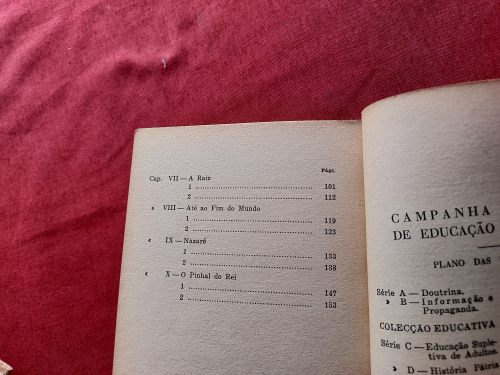 Págs.
Cap. VII — A Raiz
1 .......... 101
2 .......... 112
» VIII — Até ao Fim do Mundo
1 .......... 119
2 .......... 123
« IX — Nazaré
1 .......... 133
2 .......... 138
« X — O Pinhal do Rei
1 .......... 147
2 .......... 153
CAMPANHA
DE EDUCAÇÃO
PLANO DAS
Série A — Doutrina.
» B — Informação e
Propaganda.
COLECÇÃO EDUCATIVA
Série C — Educação Suple-
tiva de Adultos.
» D — História Pátria